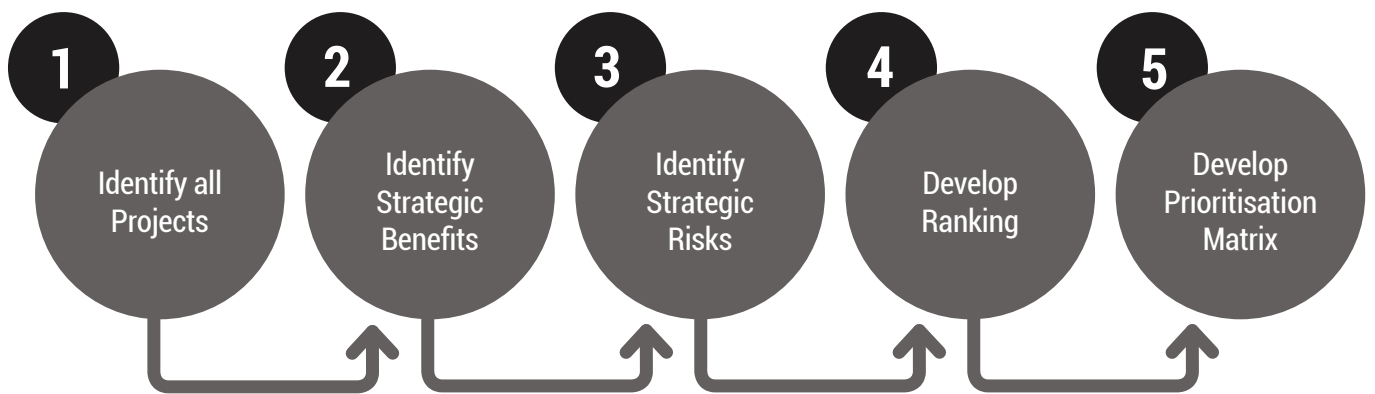 1
Identify all
Projects
2
Identify
Strategic
Benefits
3
Identify
Strategic
Risks
4
Develop
Ranking
5
Develop
Prioritisation
Matrix